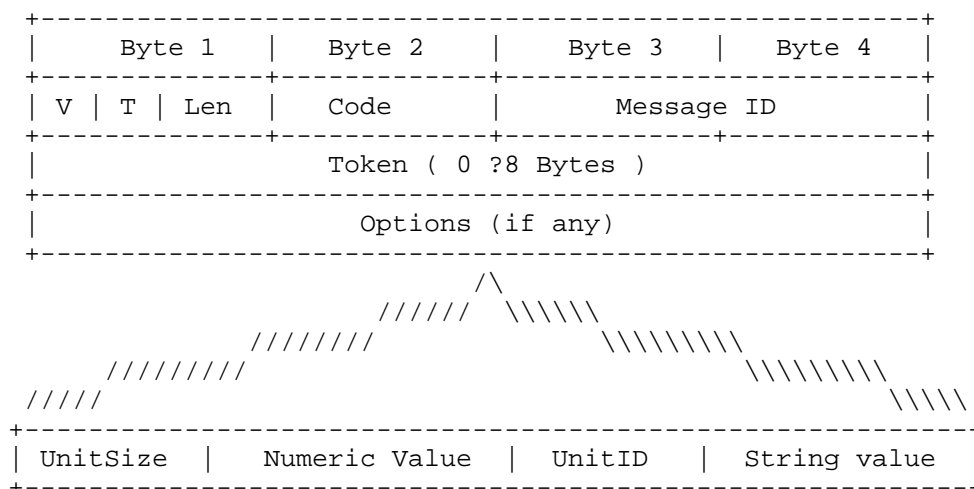 Byte 1 | Byte 2 | Byte 3 | Byte 4
V | T | Len | Code | Message ID
Token ( 0 ?8 Bytes )
Options (if any)
UnitSize | Numeric Value | UnitID | String value